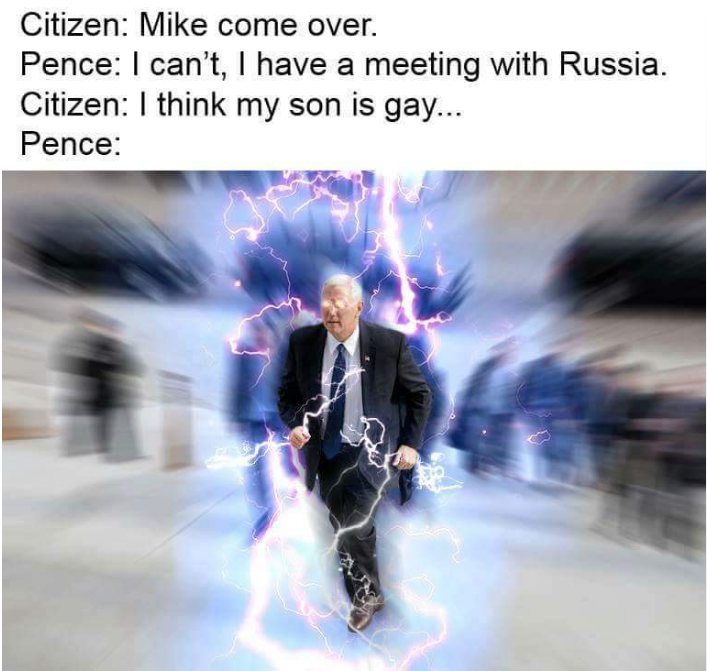 Citizen: Mike come over.
Pence: I can’t, I have a meeting with Russia.
Citizen: I think my son is gay...
Pence: